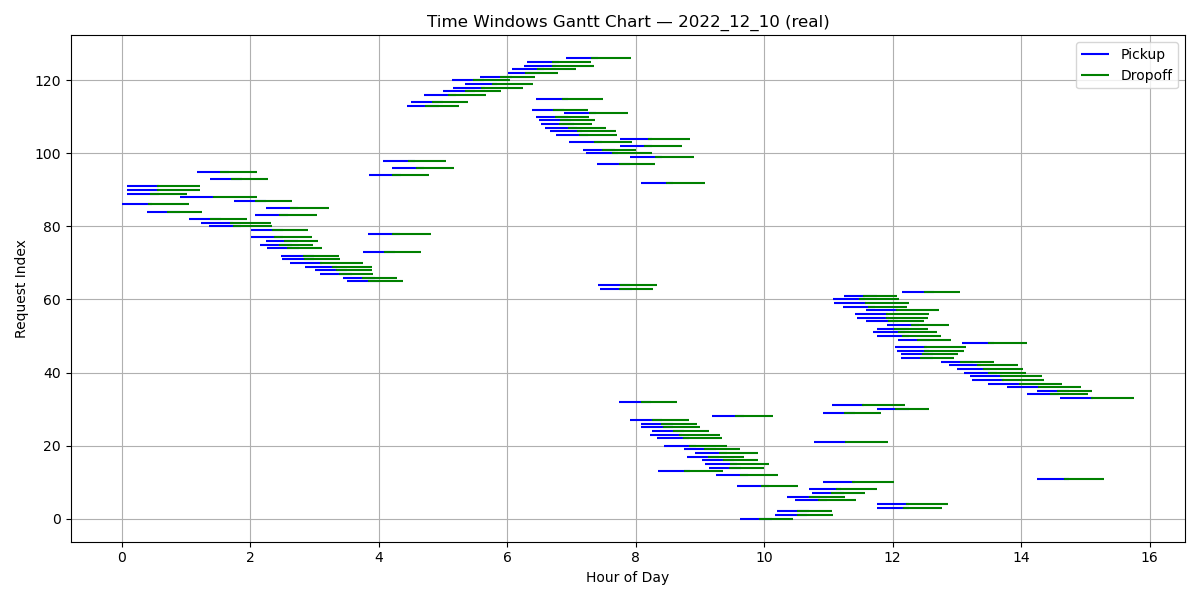 Time Windows Gantt Chart — 2022_12_10 (real)
Pickup
Dropoff
Request Index
120
100
80
60
40
20
0
0 2 4 6 8 10 12 14 16
Hour of Day